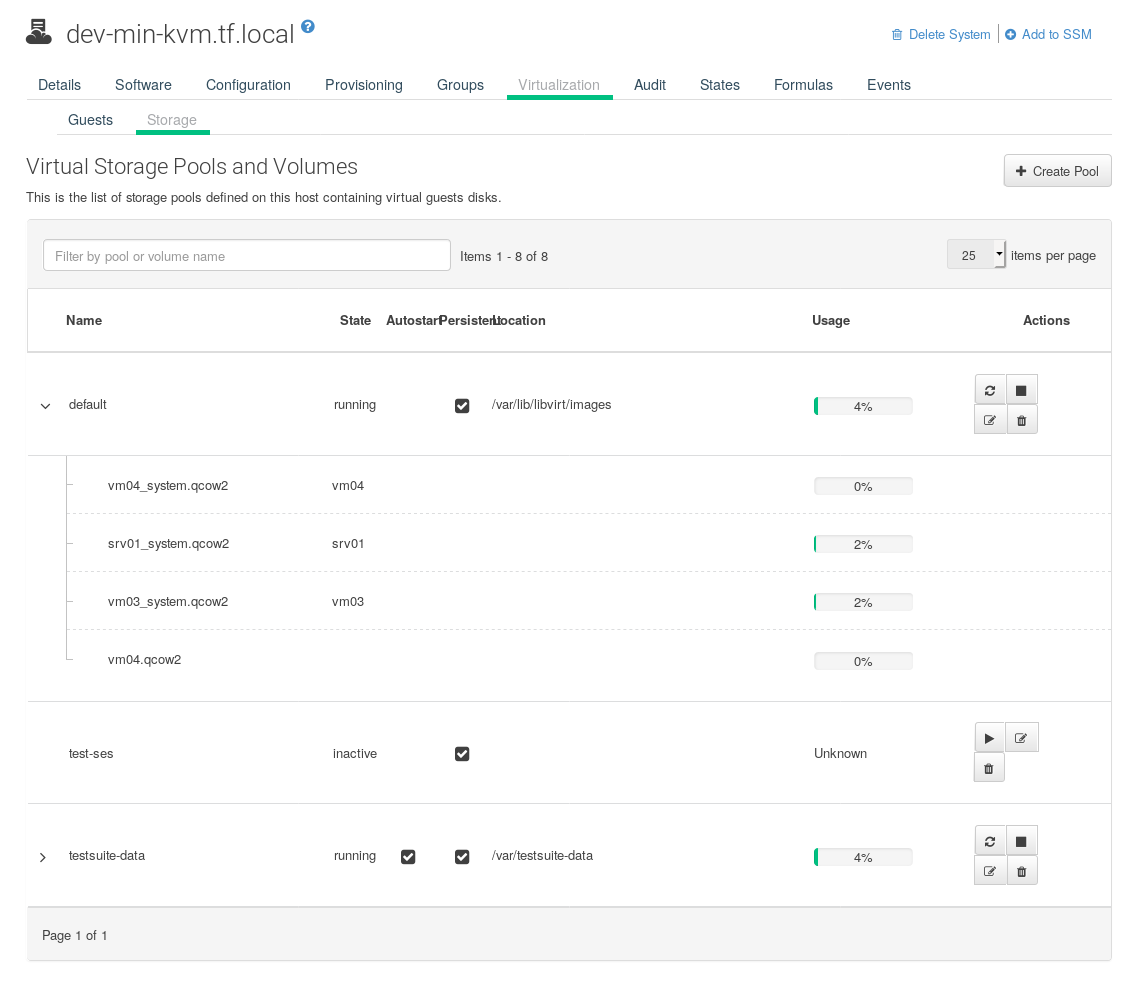 dev-min-kvm.tf.local ?
Delete System | Add to SSM
Details Software Configuration Provisioning Groups Virtualization Audit States Formulas Events
Guests Storage
Virtual Storage Pools and Volumes
Create Pool
This is the list of storage pools defined on this host containing virtual guests disks.
Filter by pool or volume name Items 1 - 8 of 8 25 items per page
Name State Autostart Persistent Location Usage Actions
default running /var/lib/libvirt/images 4%
vm04_system.qcow2 vm04 0%
srv01_system.qcow2 srv01 2%
vm03_system.qcow2 vm03 2%
vm04.qcow2 0%
test-ses inactive Unknown
testsuite-data running /var/testsuite-data 4%
Page 1 of 1